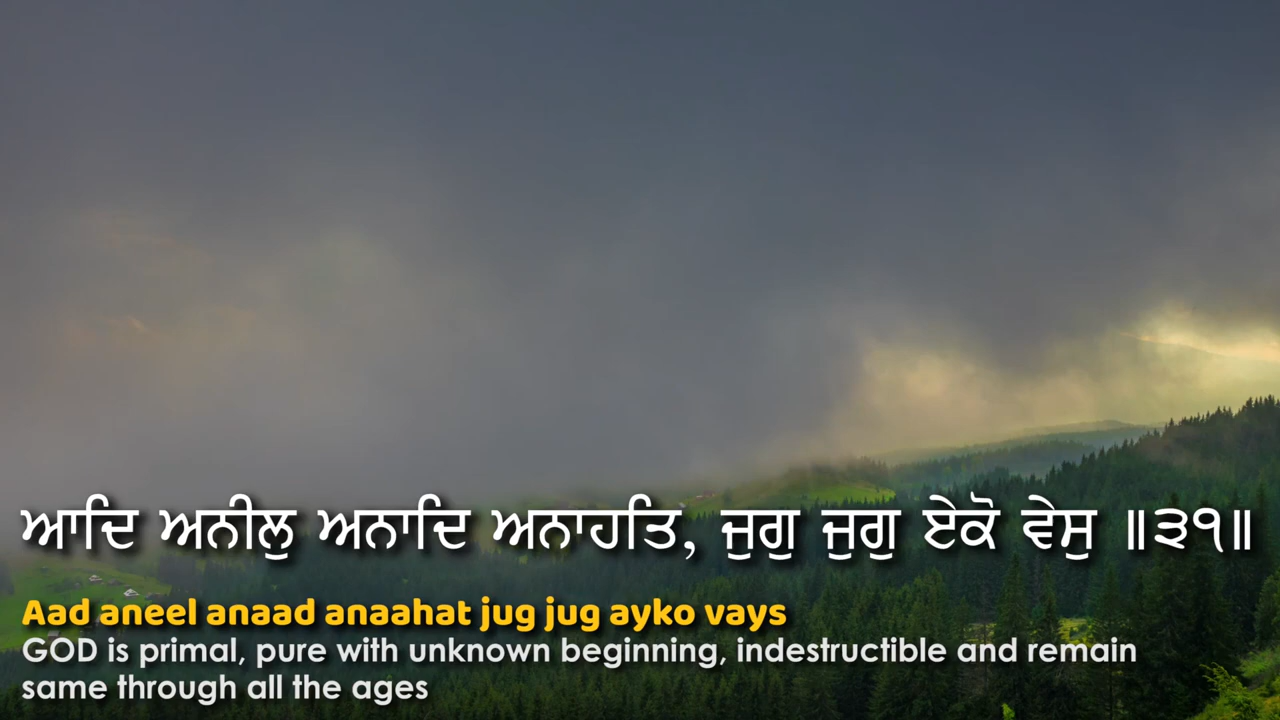 ਆਦਿ ਅਨੀਲੁ ਅਨਾਦਿ ਅਨਾਹਤਿ, ਜੁਗੁ ਜੁਗੁ ਏਕੋ ਵੇਸੁ ॥੩੧॥
Aad aneel anaad anaahat jug jug ayko vays
GOD is primal, pure with unknown beginning, indestructible and remain
same through all the ages